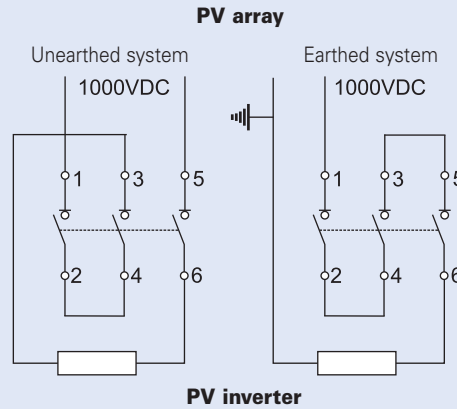 PV array
Unearthed system Earthed system
1000VDC 1000VDC
1 3 5 1 3 5
2 4 6 2 4 6
PV inverter